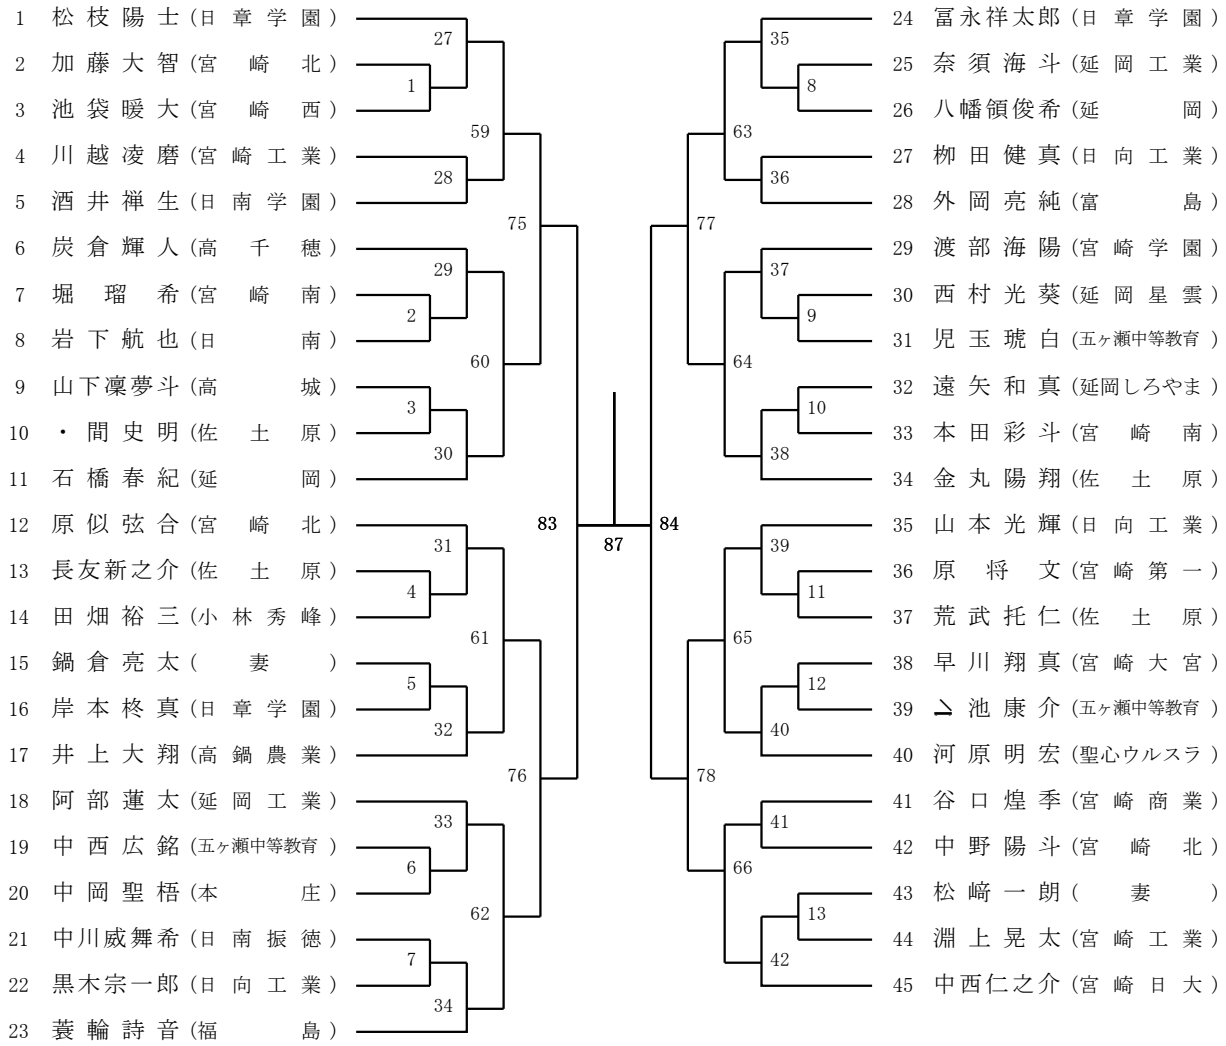 1 松枝陽士 (日章学園)
2 加藤大智 (宮崎北)
3 池袋暖大 (宮崎西)
4 川越凌磨 (宮崎工業)
5 酒井禅生 (日南学園)
6 炭倉輝人 (高千穂)
7 堀瑠希 (宮崎南)
8 岩下航也 (日南)
9 山下凜夢斗 (高城)
10 ・間史明 (佐土原)
11 石橋春紀 (延岡)
12 原似弦合 (宮崎北)
13 長友新之介 (佐土原)
14 田畑裕三 (小林秀峰)
15 鍋倉亮太 (妻)
16 岸本柊真 (日章学園)
17 井上大翔 (高鍋農業)
18 阿部蓮太 (延岡工業)
19 中西広銘 (五ヶ瀬中等教育)
20 中岡聖梧 (本庄)
21 中川威舞希 (日南振徳)
22 黒木宗一郎 (日向工業)
23 蓑輪詩音 (福島)
27
1
59
28
75
29
2
60
3
30
83
31
4
61
5
32
76
33
6
62
7
34
87
84
35
8
63
36
77
37
9
64
10
38
39
11
65
12
40
78
41
66
13
42
24 冨永祥太郎 (日章学園)
25 奈須海斗 (延岡工業)
26 八幡領俊希 (延岡)
27 栁田健真 (日向工業)
28 外岡亮純 (富島)
29 渡部海陽 (宮崎学園)
30 西村光葵 (延岡星雲)
31 児玉琥白 (五ヶ瀬中等教育)
32 遠矢和真 (延岡しろやま)
33 本田彩斗 (宮崎南)
34 金丸陽翔 (佐土原)
35 山本光輝 (日向工業)
36 原将文 (宮崎第一)
37 荒武托仁 (佐土原)
38 早川翔真 (宮崎大宮)
39 池康介 (五ヶ瀬中等教育)
40 河原明宏 (聖心ウルスラ)
41 谷口煌季 (宮崎商業)
42 中野陽斗 (宮崎北)
43 松﨑一朗 (妻)
44 淵上晃太 (宮崎工業)
45 中西仁之介 (宮崎日大)